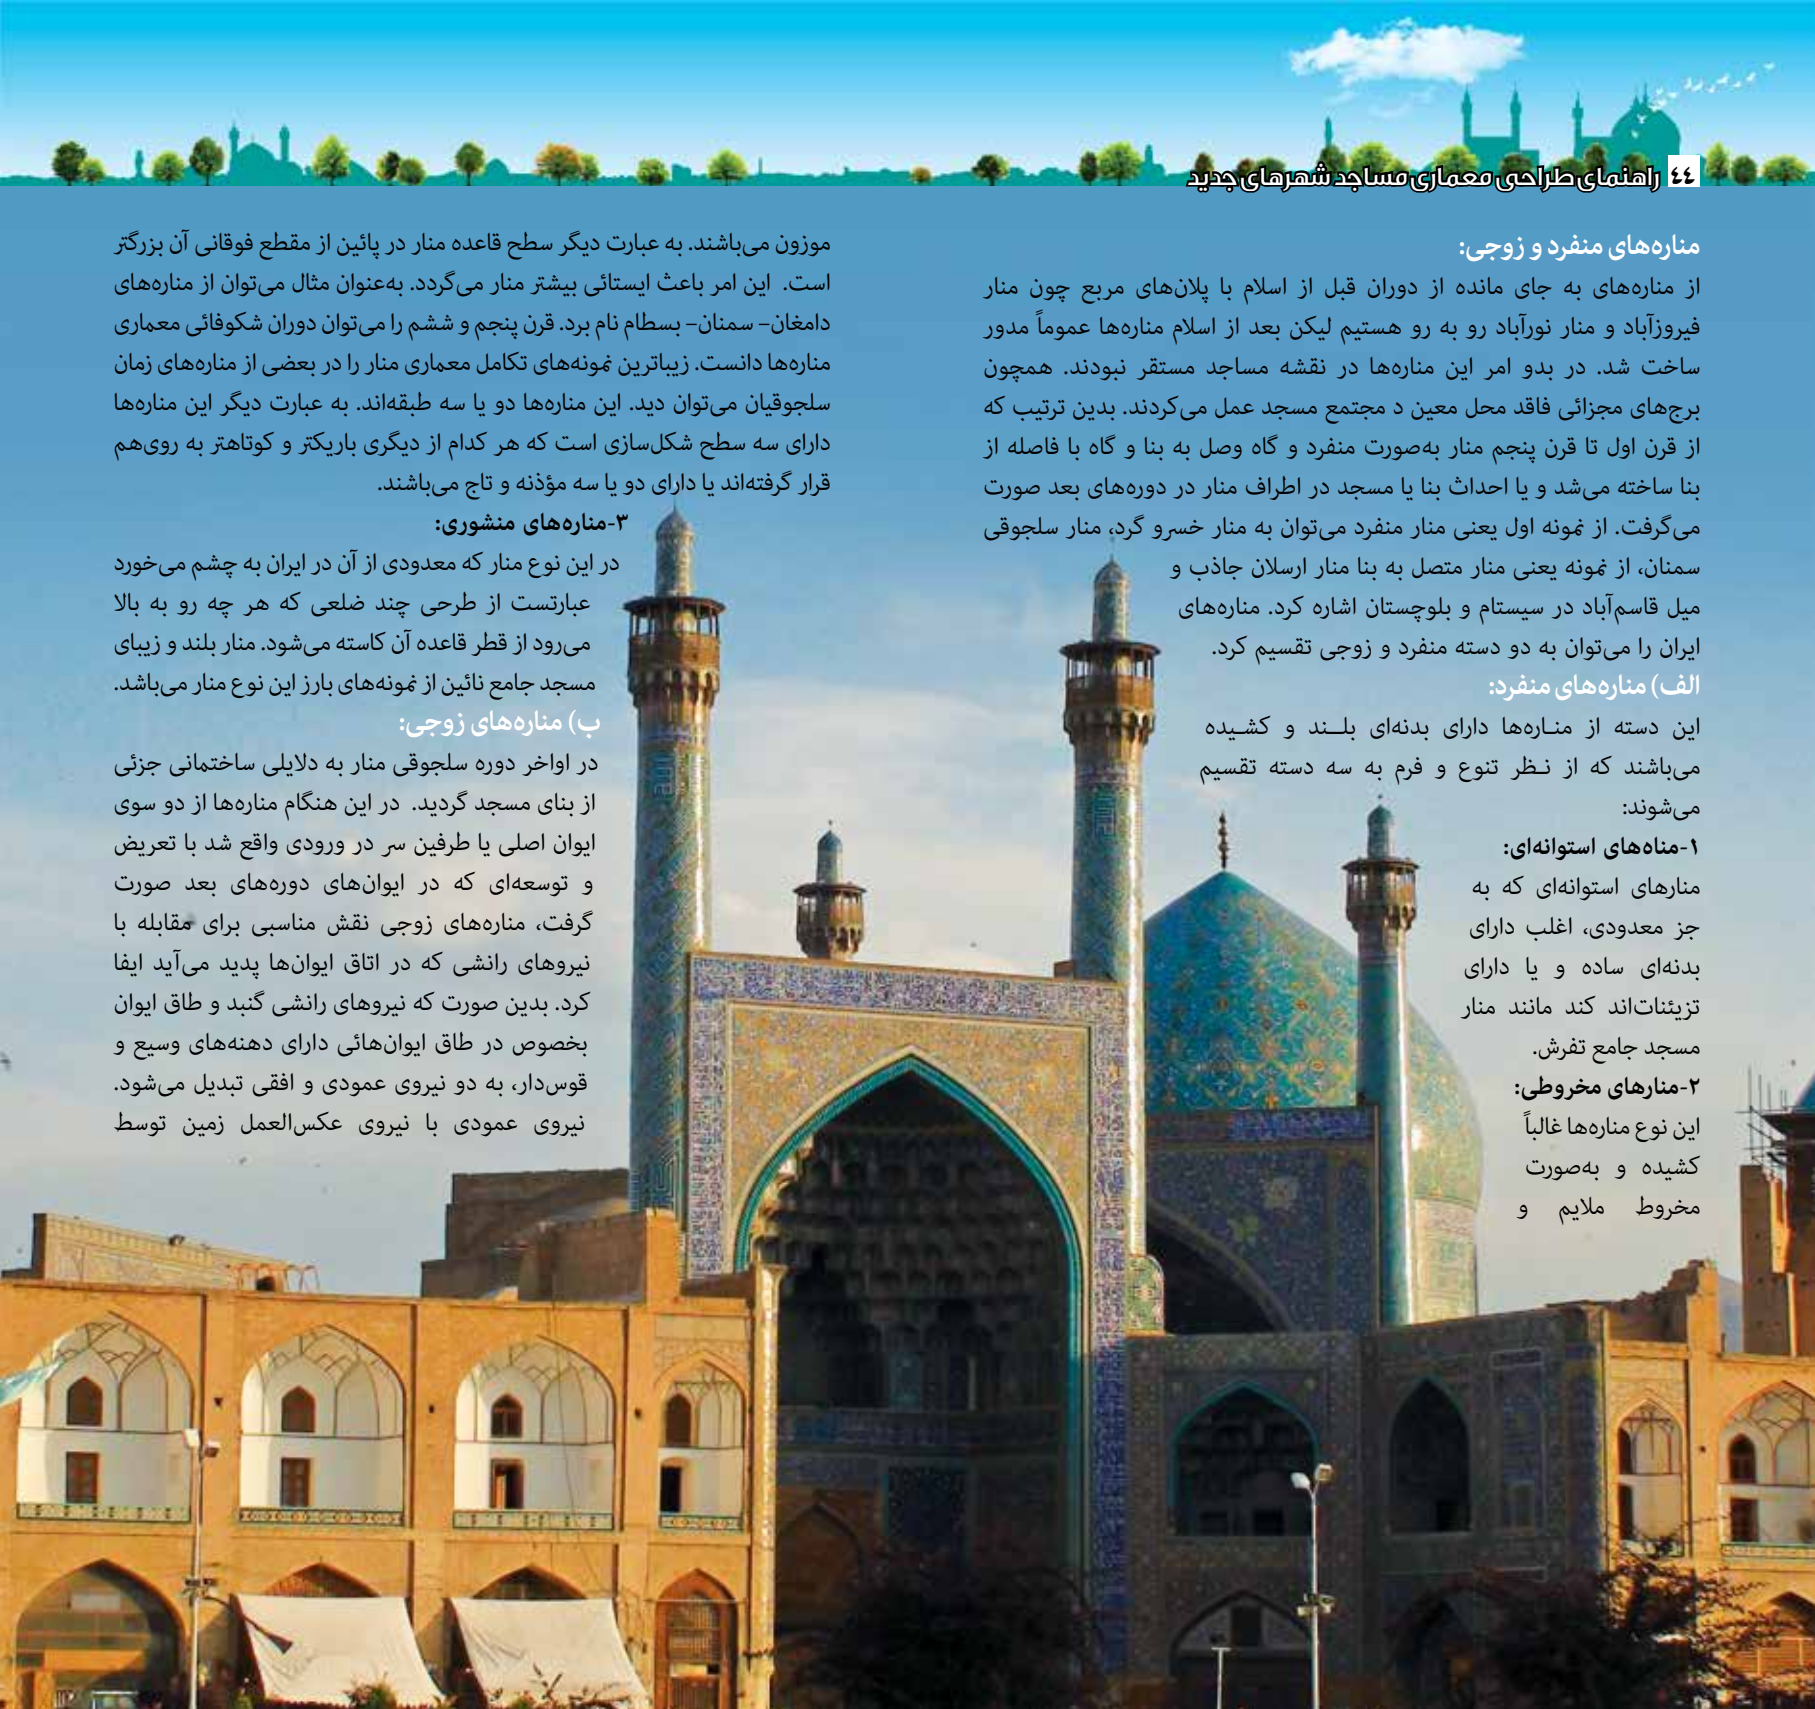 ٤٤ راهنمای طراحی معماری مساجد شهرهای جدید
مناره‌های منفرد و زوجی:
از مناره‌های به جای مانده از دوران قبل از اسلام با پلان‌های مربع چون منار
فیروزآباد و منار نورآباد رو به رو هستیم لیکن بعد از اسلام مناره‌ها عموماً مدور
ساخت شد. در بدو امر این مناره‌ها در نقشه مساجد مستقر نبودند. همچون
برج‌های مجزائی فاقد محل معین د مجتمع مسجد عمل می‌کردند. بدین ترتیب که
از قرن اول تا قرن پنجم منار به‌صورت منفرد و گاه وصل به بنا و گاه با فاصله از
بنا ساخته می‌شد و یا احداث بنا یا مسجد در اطراف منار در دوره‌های بعد صورت
می‌گرفت. از نمونه اول یعنی منار منفرد می‌توان به منار خسرو گرد، منار سلجوقی
سمنان، از نمونه یعنی منار متصل به بنا منار ارسلان جاذب و
میل قاسم‌آباد در سیستام و بلوچستان اشاره کرد. مناره‌های
ایران را می‌توان به دو دسته منفرد و زوجی تقسیم کرد.
الف) مناره‌های منفرد:
این دسته از منـاره‌ها دارای بدنه‌ای بلــند و کشـیده
می‌باشند که از نـظر تنوع و فرم به سه دسته تقسیم
می‌شوند:
۱-مناه‌های استوانه‌ای:
منارهای استوانه‌ای که به
جز معدودی، اغلب دارای
بدنه‌ای ساده و یا دارای
تزیئنات‌اند کند مانند منار
مسجد جامع تفرش.
۲-منارهای مخروطی:
این نوع مناره‌ها غالباً
کشیده و به‌صورت
مخروط ملایم و
موزون می‌باشند. به عبارت دیگر سطح قاعده منار در پائین از مقطع فوقانی آن بزرگتر
است. این امر باعث ایستائی بیشتر منار می‌گردد. به‌عنوان مثال می‌توان از مناره‌های
دامغان- سمنان- بسطام نام برد. قرن پنجم و ششم را می‌توان دوران شکوفائی معماری
مناره‌ها دانست. زیباترین نمونه‌های تکامل معماری منار را در بعضی از مناره‌های زمان
سلجوقیان می‌توان دید. این مناره‌ها دو یا سه طبقه‌اند. به عبارت دیگر این مناره‌ها
دارای سه سطح شکل‌سازی است که هر کدام از دیگری باریکتر و کوتاهتر به روی‌هم
قرار گرفته‌اند یا دارای دو یا سه مؤذنه و تاج می‌باشند.
۳-مناره‌های منشوری:
در این نوع منار که معدودی از آن در ایران به چشم می‌خورد
عبارتست از طرحی چند ضلعی که هر چه رو به بالا
می‌رود از قطر قاعده آن کاسته می‌شود. منار بلند و زیبای
مسجد جامع نائین از نمونه‌های بارز این نوع منار می‌باشد.
ب) مناره‌های زوجی:
در اواخر دوره سلجوقی منار به دلایلی ساختمانی جزئی
از بنای مسجد گردید. در این هنگام مناره‌ها از دو سوی
ایوان اصلی یا طرفین سر در ورودی واقع شد با تعریض
و توسعه‌ای که در ایوان‌های دوره‌های بعد صورت
گرفت، مناره‌های زوجی نقش مناسبی برای مقابله با
نیروهای رانشی که در اتاق ایوان‌ها پدید می‌آید ایفا
کرد. بدین صورت که نیروهای رانشی گنبد و طاق ایوان
بخصوص در طاق ایوان‌هائی دارای دهنه‌های وسیع و
قوس‌دار، به دو نیروی عمودی و افقی تبدیل می‌شود.
نیروی عمودی با نیروی عکس‌العمل زمین توسط